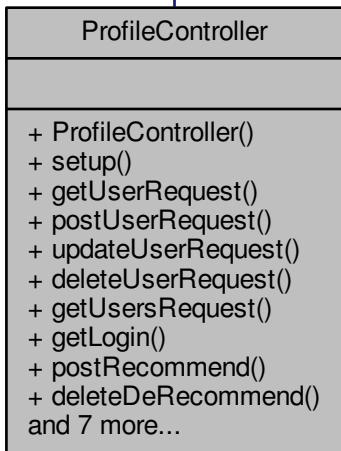 ProfileController
+ ProfileController()
+ setup()
+ getUserRequest()
+ postUserRequest()
+ updateUserRequest()
+ deleteUserRequest()
+ getUsersRequest()
+ getLogin()
+ postRecommend()
+ deleteDeRecommend()
and 7 more...